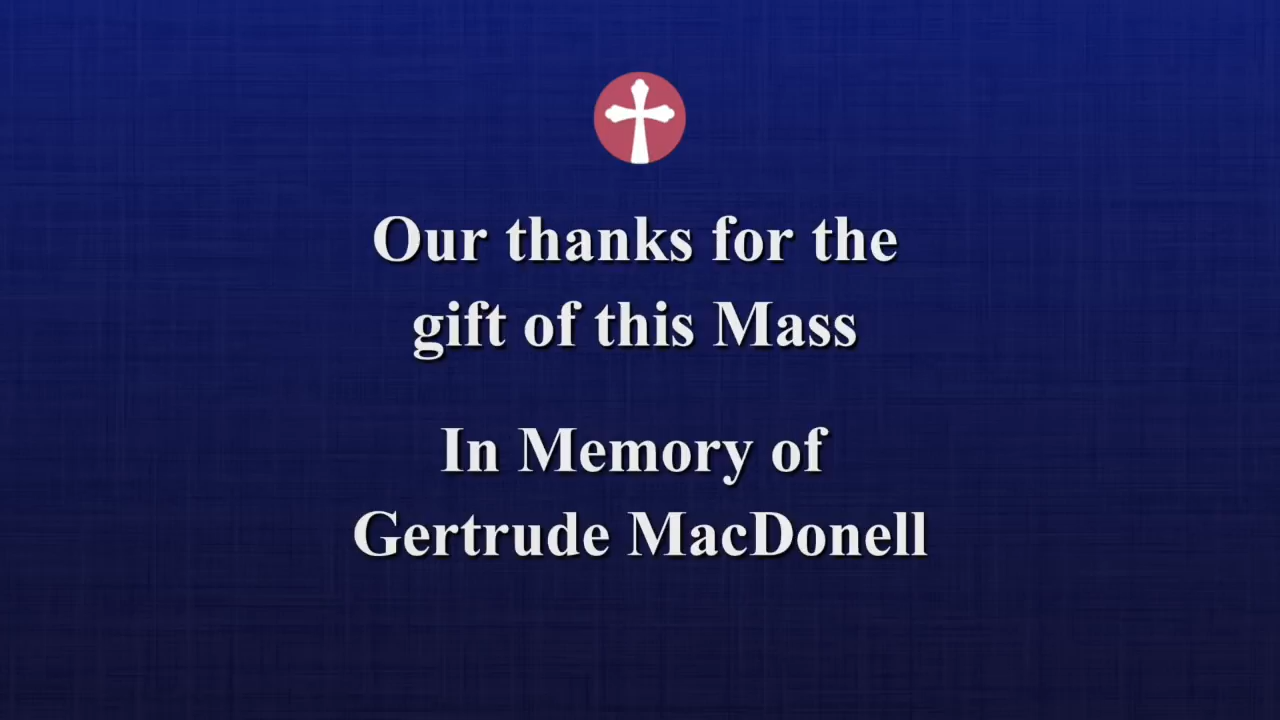 Our thanks for the
gift of this Mass
In Memory of
Gertrude MacDonell